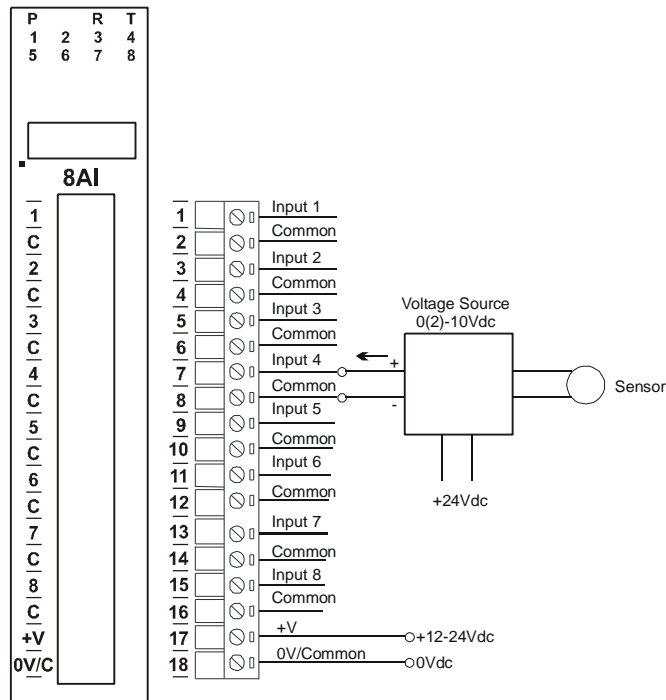 P R T
1 2 3 4
5 6 7 8
8AI
1
C
2
C
3
C
4
C
5
C
6
C
7
C
8
C
+V
0V/C
1 Input 1
2 Common
3 Input 2
4 Common
5 Input 3
6 Common
7 Input 4
8 Common
9 Input 5
10 Common
11 Input 6
12 Common
13 Input 7
14 Common
15 Input 8
16 Common
17 +V +12-24Vdc
18 0V/Common 0Vdc
Voltage Source
0(2)-10Vdc
+
-
Sensor
+24Vdc